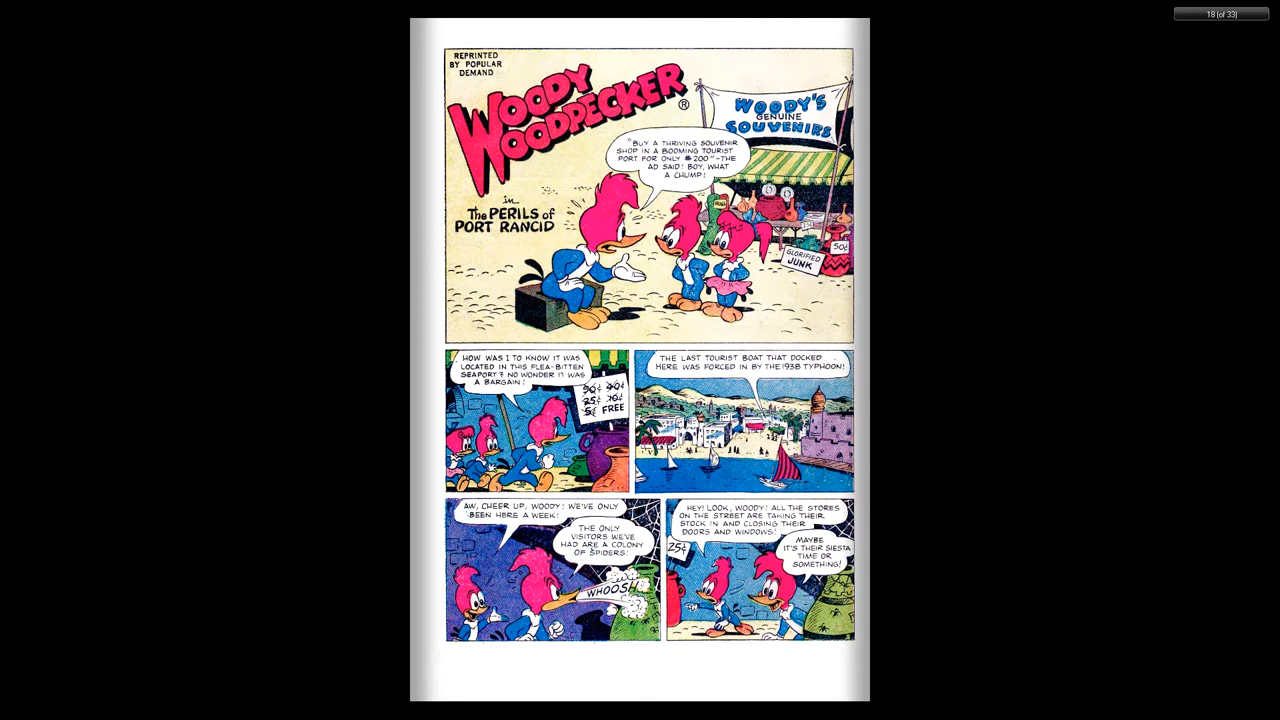 18 (of 33)
REPRINTED
BY POPULAR
DEMAND
WOODY
WOODPECKER
®
in
The PERILS of
PORT RANCID
"BUY A THRIVING SOUVENIR
SHOP IN A BOOMING TOURIST
PORT FOR ONLY $200"-THE
AD SAID! BOY, WHAT
A CHUMP!
WOODY'S
GENUINE
SOUVENIRS
50¢
GLORIFIED
JUNK
HOW WAS I TO KNOW IT WAS
LOCATED IN THIS FLEA-BITTEN
SEAPORT? NO WONDER IT WAS
A BARGAIN!
50¢ 40¢
25¢ 10¢
5¢ FREE
THE LAST TOURIST BOAT THAT DOCKED
HERE WAS FORCED IN BY THE 1938 TYPHOON!
AW, CHEER UP, WOODY! WE'VE ONLY
BEEN HERE A WEEK!
THE ONLY
VISITORS WE'VE
HAD ARE A COLONY
OF SPIDERS!
WHOOSH
HEY! LOOK, WOODY! ALL THE STORES
ON THE STREET ARE TAKING THEIR
STOCK IN AND CLOSING THEIR
DOORS AND WINDOWS!
25¢
MAYBE
IT'S THEIR SIESTA
TIME OR
SOMETHING!